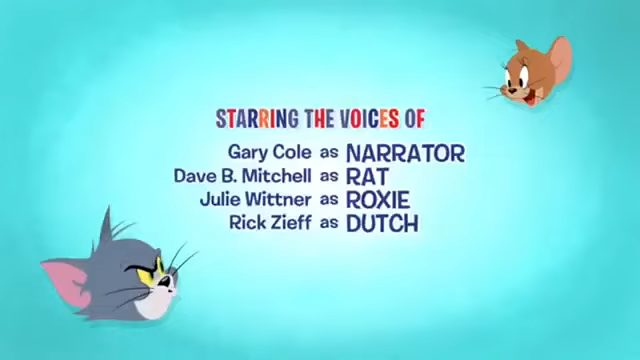 STARRING THE VOICES OF
Gary Cole as NARRATOR
Dave B. Mitchell as RAT
Julie Wittner as ROXIE
Rick Zieff as DUTCH